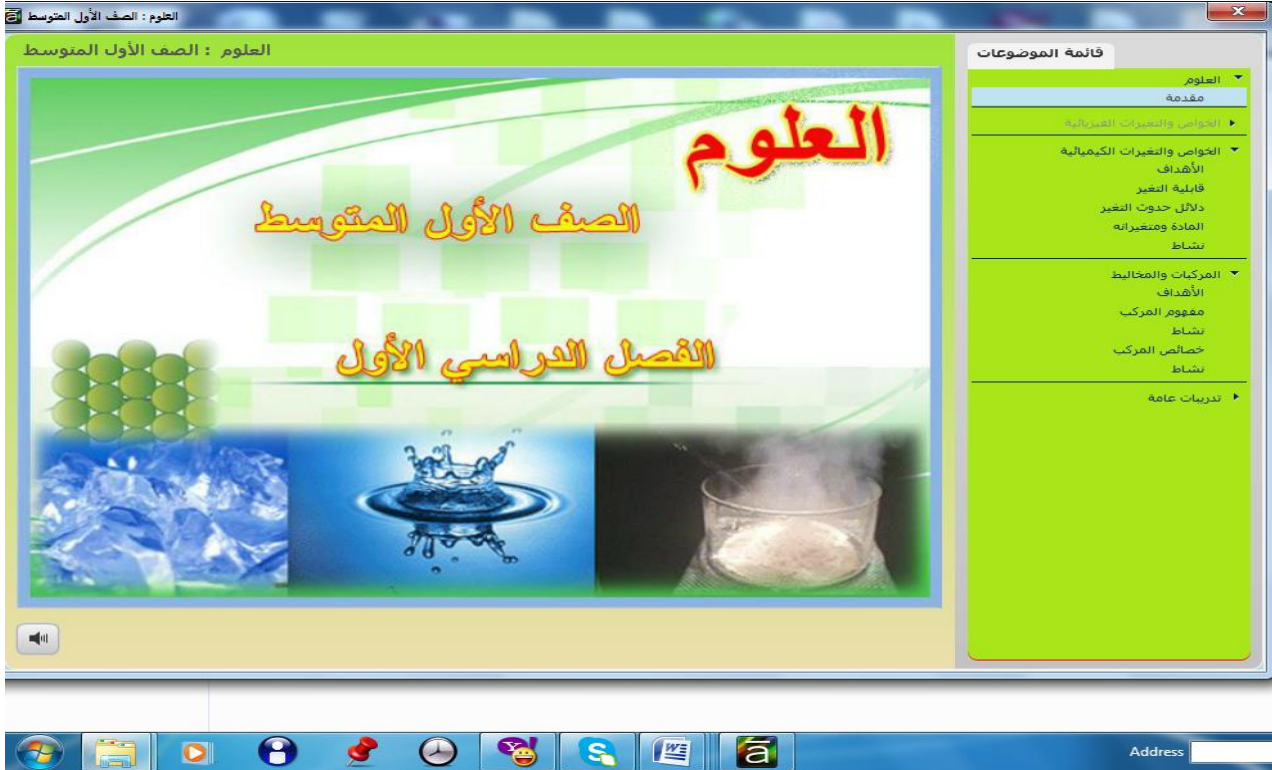 العلوم : الصف الأول المتوسط
العلوم : الصف الأول المتوسط
قائمة الموضوعات
العلوم
مقدمة
الخواص والتغيرات الفيزيائية
الخواص والتغيرات الكيميائية
الأهداف
قابلية التغير
دلائل حدوث التغير
المادة ومتغيراته
نشاط
المركبات والمخاليط
الأهداف
مفهوم المركب
نشاط
خصائص المركب
نشاط
تدريبات عامة
العلوم
الصف الأول المتوسط
الفصل الدراسي الأول
Address